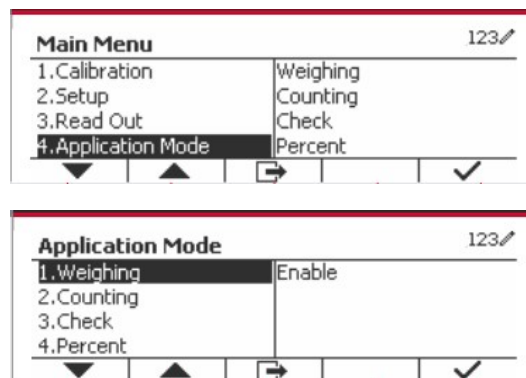 Main Menu 123
1.Calibration Weighing
2.Setup Counting
3.Read Out Check
4.Application Mode Percent
Application Mode 123
1.Weighing Enable
2.Counting
3.Check
4.Percent